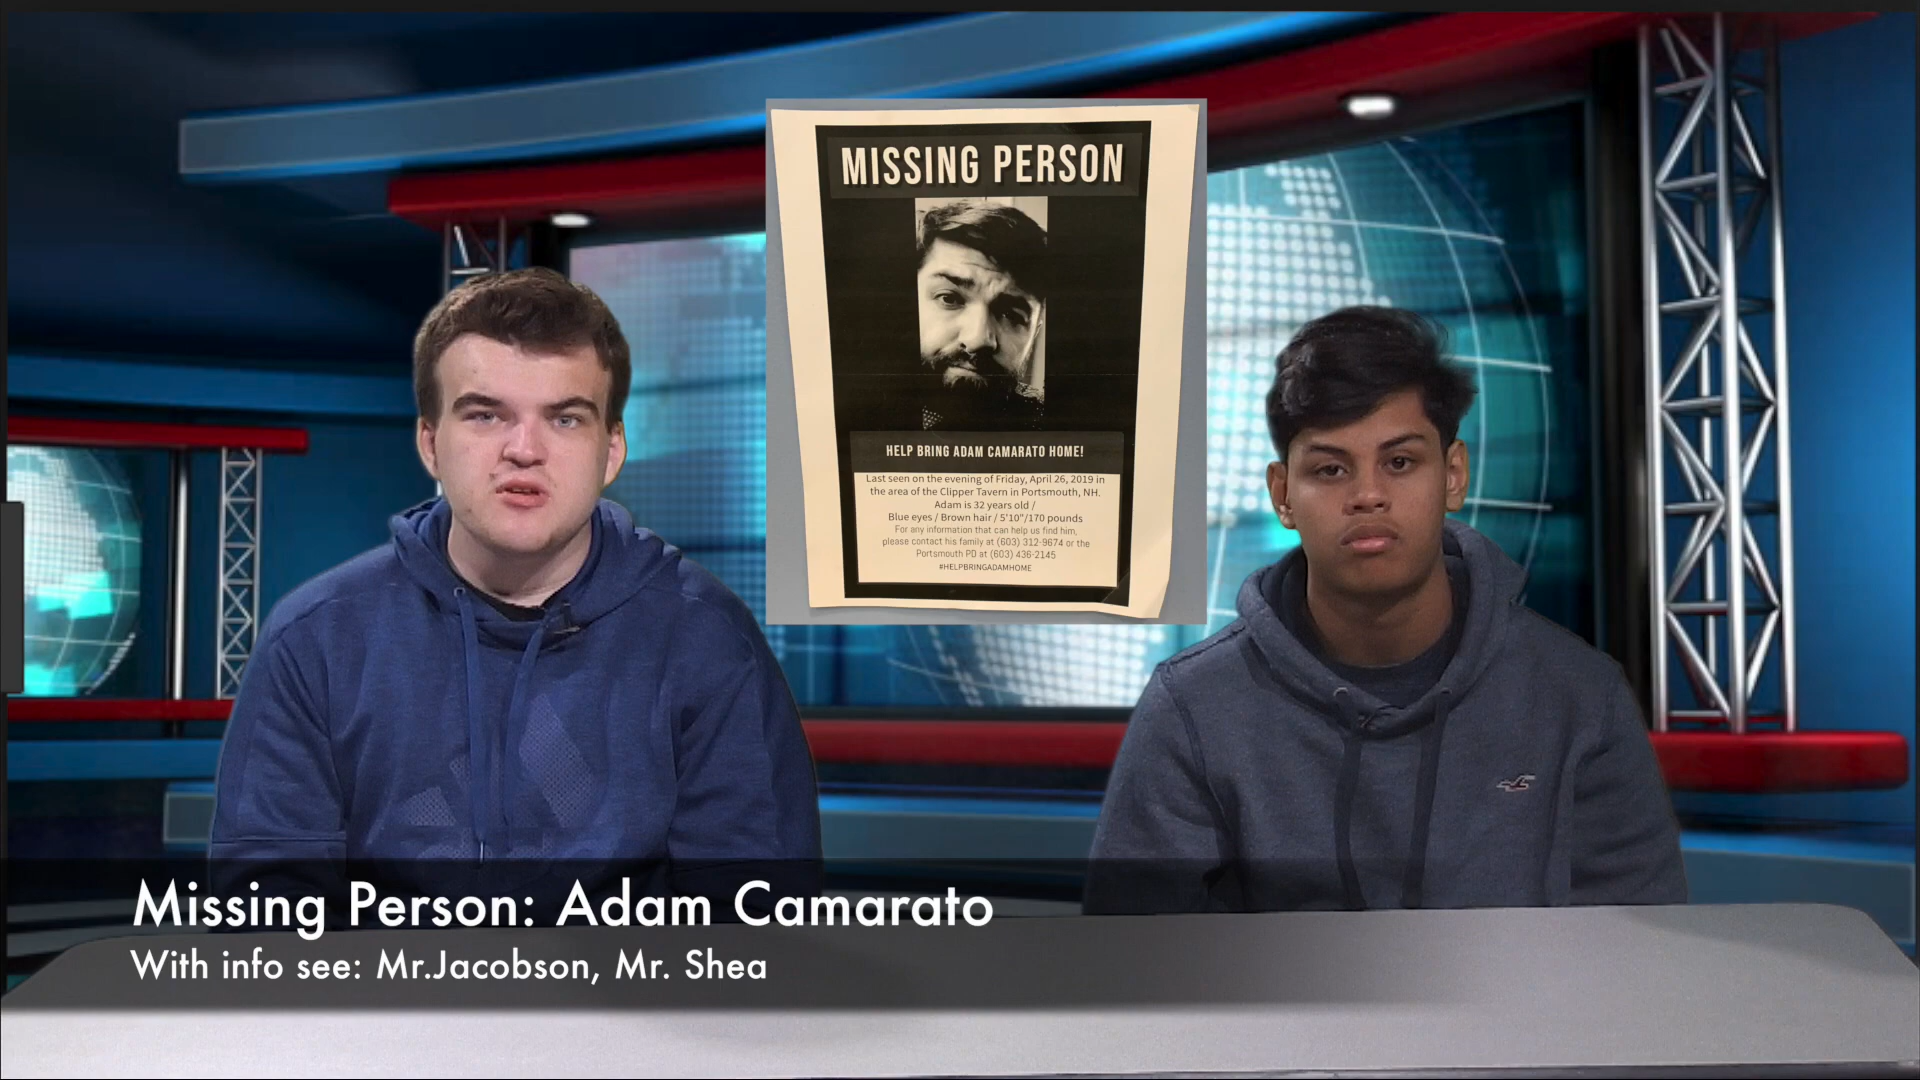 MISSING PERSON
HELP BRING ADAM CAMARATO HOME!
Last seen on the evening of Friday, April 26, 2019 in
the area of the Clipper Tavern in Portsmouth, NH.
Adam is 32 years old /
Blue eyes / Brown hair / 5'10"/170 pounds
For any information that can help us find him,
please contact his family at (603) 312-9674 or the
Portsmouth PD at (603) 436-2145
#HELPBRINGADAMHOME
Missing Person: Adam Camarato
With info see: Mr.Jacobson, Mr. Shea